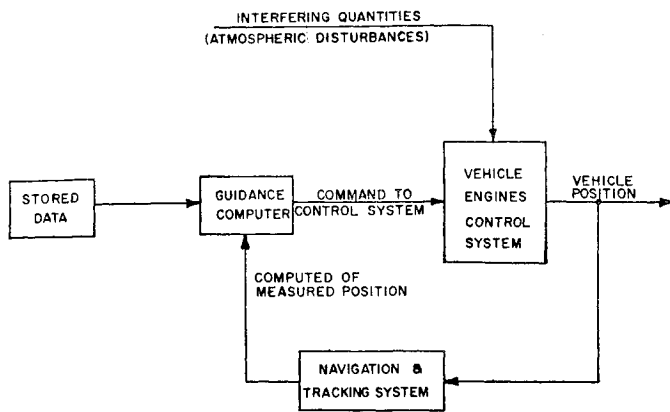 INTERFERING QUANTITIES
(ATMOSPHERIC DISTURBANCES)
STORED
DATA
GUIDANCE
COMPUTER
COMMAND TO
CONTROL SYSTEM
VEHICLE
ENGINES
CONTROL
SYSTEM
VEHICLE
POSITION
COMPUTED OF
MEASURED POSITION
NAVIGATION &
TRACKING SYSTEM